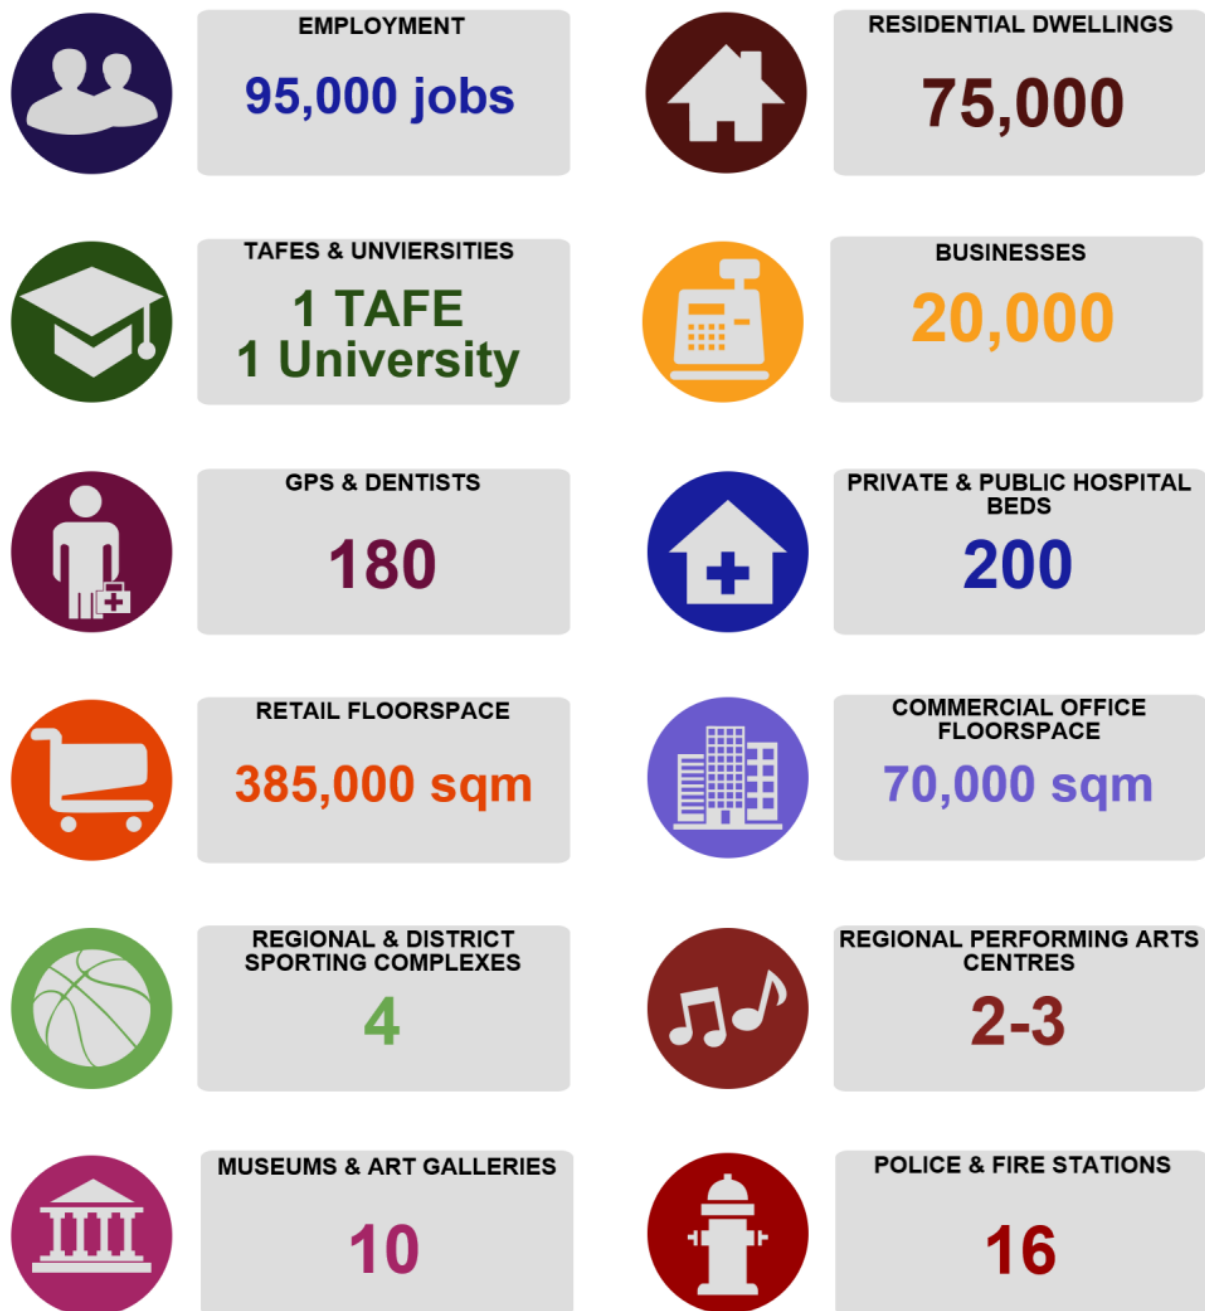 EMPLOYMENT
95,000 jobs
RESIDENTIAL DWELLINGS
75,000
TAFES & UNVIERSITIES
1 TAFE
1 University
BUSINESSES
20,000
GPS & DENTISTS
180
PRIVATE & PUBLIC HOSPITAL
BEDS
200
RETAIL FLOORSPACE
385,000 sqm
COMMERCIAL OFFICE
FLOORSPACE
70,000 sqm
REGIONAL & DISTRICT
SPORTING COMPLEXES
4
REGIONAL PERFORMING ARTS
CENTRES
2-3
MUSEUMS & ART GALLERIES
10
POLICE & FIRE STATIONS
16